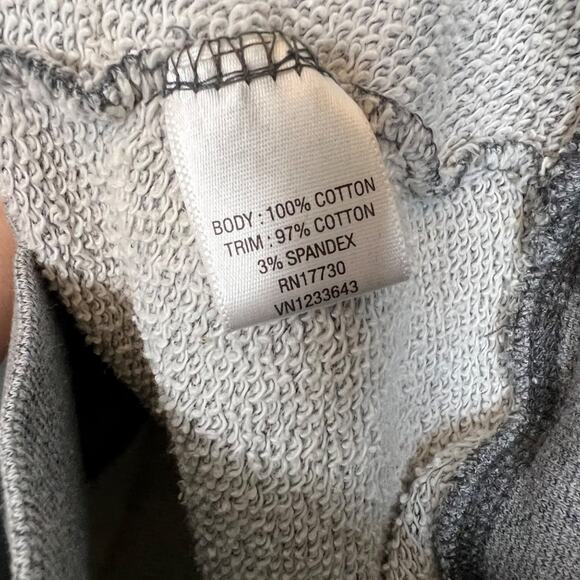 BODY : 100% COTTON
TRIM : 97% COTTON
3% SPANDEX
RN17730
VN1233643